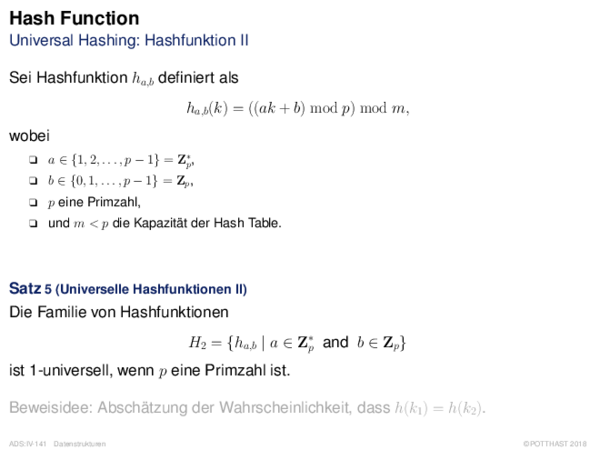 Hash Function
Universal Hashing: Hashfunktion II
Sei Hashfunktion h_{a,b} definiert als
h_{a,b}(k) = ((ak + b) mod p) mod m,
wobei
❑ a ∈ {1, 2, . . . , p − 1} = Z*_p,
❑ b ∈ {0, 1, . . . , p − 1} = Z_p,
❑ p eine Primzahl,
❑ und m < p die Kapazität der Hash Table.
Satz 5 (Universelle Hashfunktionen II)
Die Familie von Hashfunktionen
H_2 = {h_{a,b} | a ∈ Z*_p and b ∈ Z_p}
ist 1-universell, wenn p eine Primzahl ist.
Beweisidee: Abschätzung der Wahrscheinlichkeit, dass h(k_1) = h(k_2).
ADS:IV-141 Datenstrukturen ©POTTHAST 2018